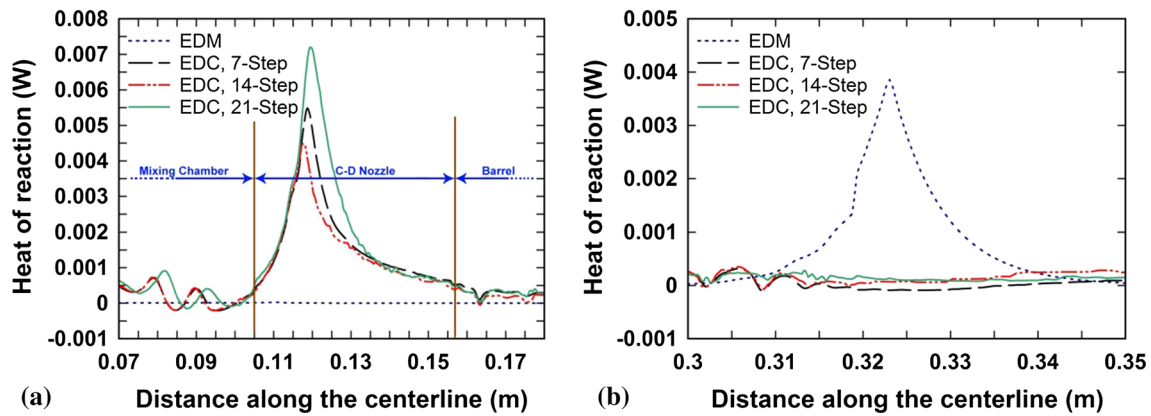 0.008
0.007
0.006
0.005
0.004
0.003
0.002
0.001
0
-0.001
Heat of reaction (W)
EDM
EDC, 7-Step
EDC, 14-Step
EDC, 21-Step
Mixing Chamber
C-D Nozzle
Barrel
0.07 0.09 0.11 0.13 0.15 0.17
Distance along the centerline (m)
(a)
0.005
0.004
0.003
0.002
0.001
0
-0.001
Heat of reaction (W)
EDM
EDC, 7-Step
EDC, 14-Step
EDC, 21-Step
0.3 0.31 0.32 0.33 0.34 0.35
Distance along the centerline (m)
(b)